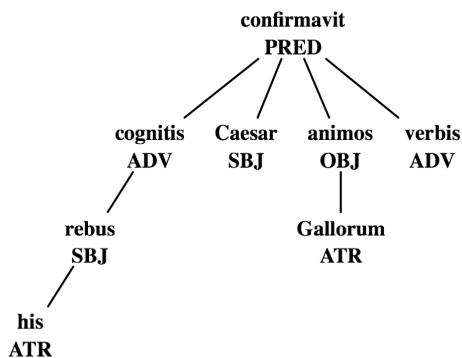 confirmavit
PRED
cognitis Caesar animos verbis
ADV SBJ OBJ ADV
rebus Gallorum
SBJ ATR
his
ATR